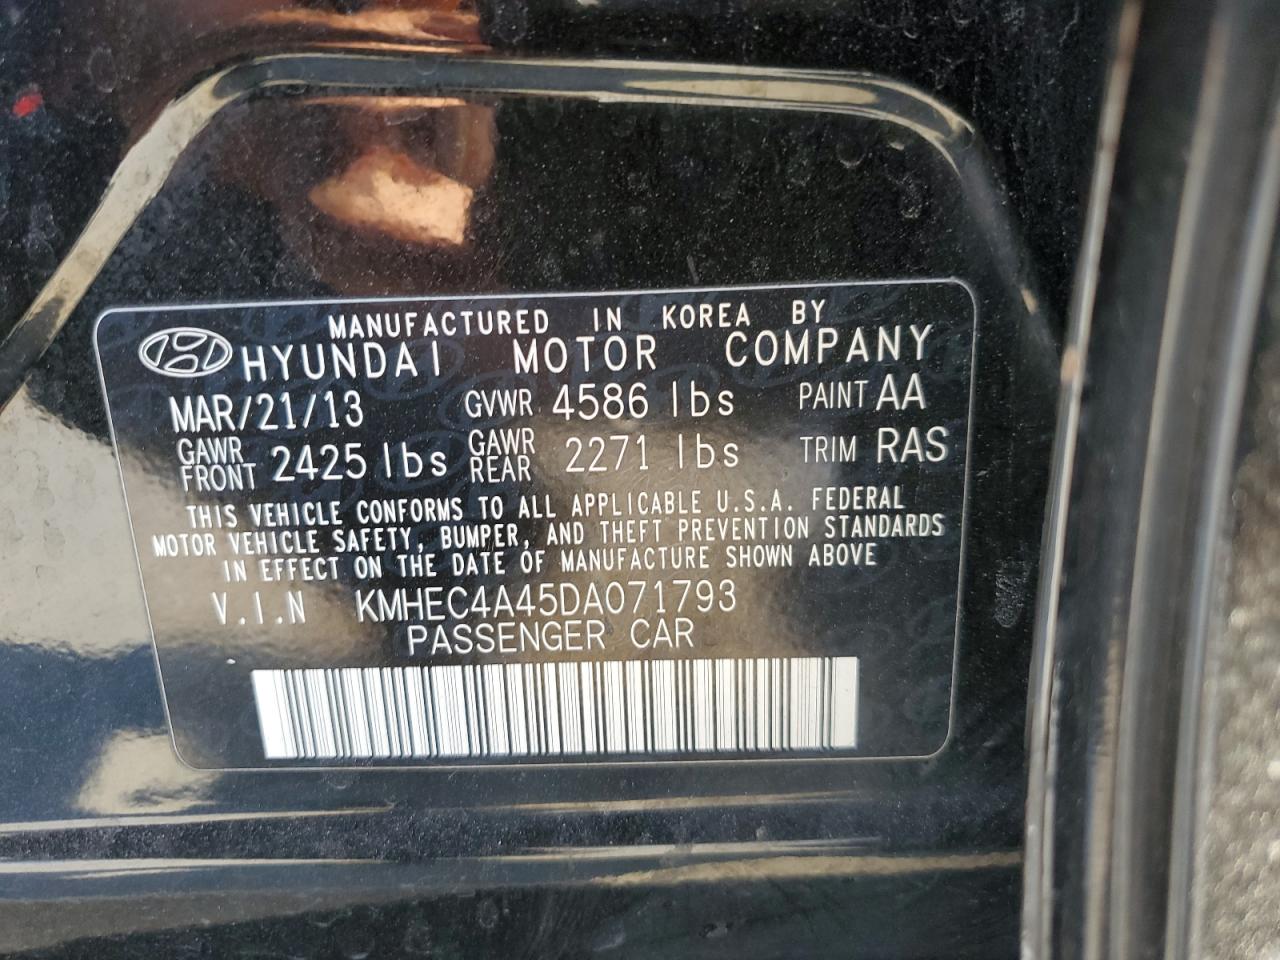 MANUFACTURED IN KOREA BY
HYUNDAI MOTOR COMPANY
MAR/21/13 GVWR 4586 lbs PAINT AA
GAWR FRONT 2425 lbs GAWR REAR 2271 lbs TRIM RAS
THIS VEHICLE CONFORMS TO ALL APPLICABLE U.S.A. FEDERAL
MOTOR VEHICLE SAFETY, BUMPER, AND THEFT PREVENTION STANDARDS
IN EFFECT ON THE DATE OF MANUFACTURE SHOWN ABOVE
V.I.N KMHEC4A45DA071793
PASSENGER CAR